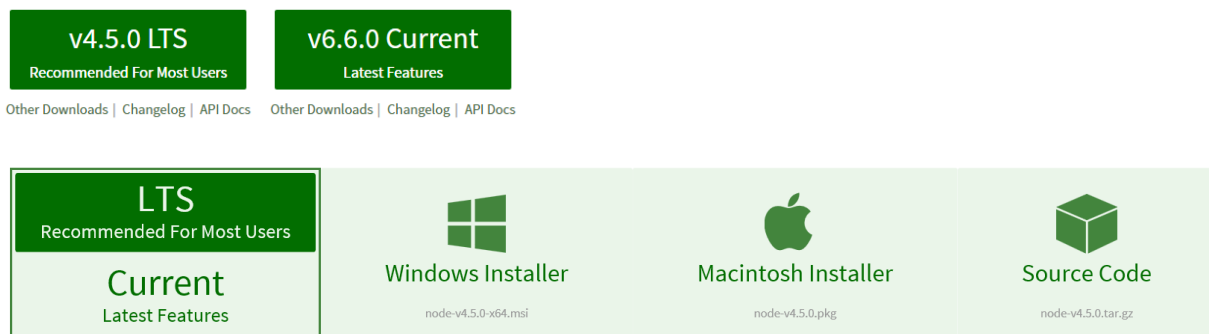 v4.5.0 LTS
Recommended For Most Users
v6.6.0 Current
Latest Features
Other Downloads | Changelog | API Docs
Other Downloads | Changelog | API Docs
LTS
Recommended For Most Users
Current
Latest Features
Windows Installer
node-v4.5.0-x64.msi
Macintosh Installer
node-v4.5.0.pkg
Source Code
node-v4.5.0.tar.gz